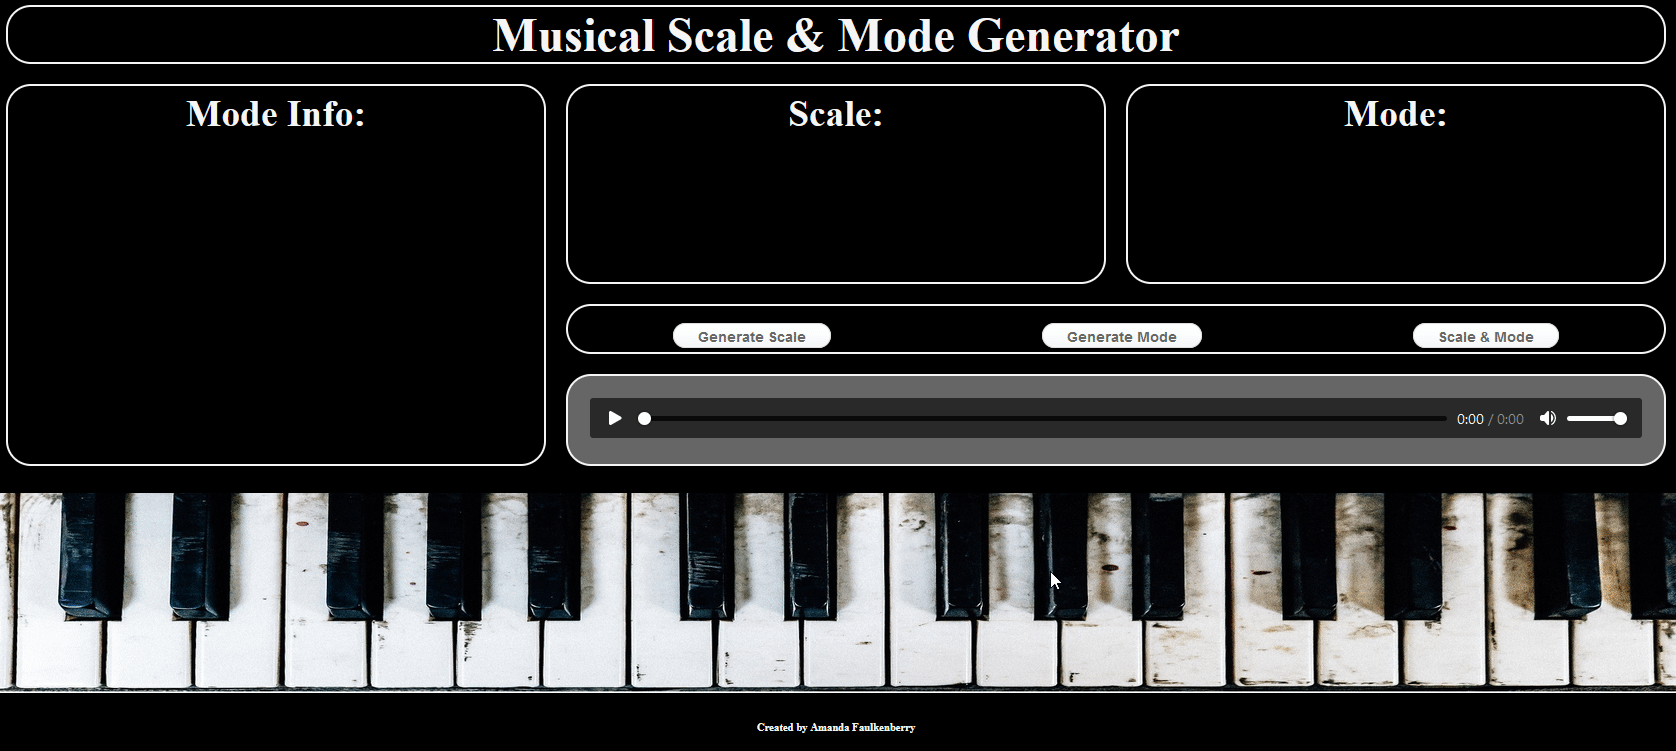 Musical Scale & Mode Generator
Mode Info:
Scale:
Mode:
Generate Scale
Generate Mode
Scale & Mode
0:00 / 0:00
Created by Amanda Faulkenberry